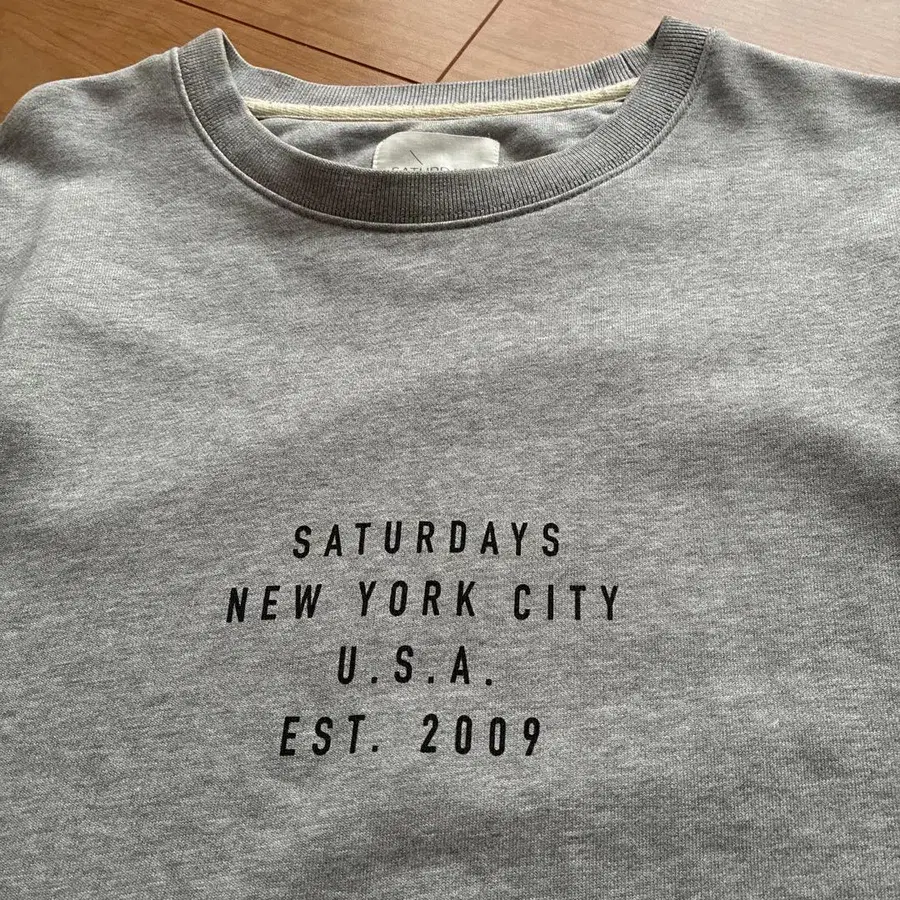 SATURDAYS
NEW YORK CITY
U.S.A.
EST. 2009